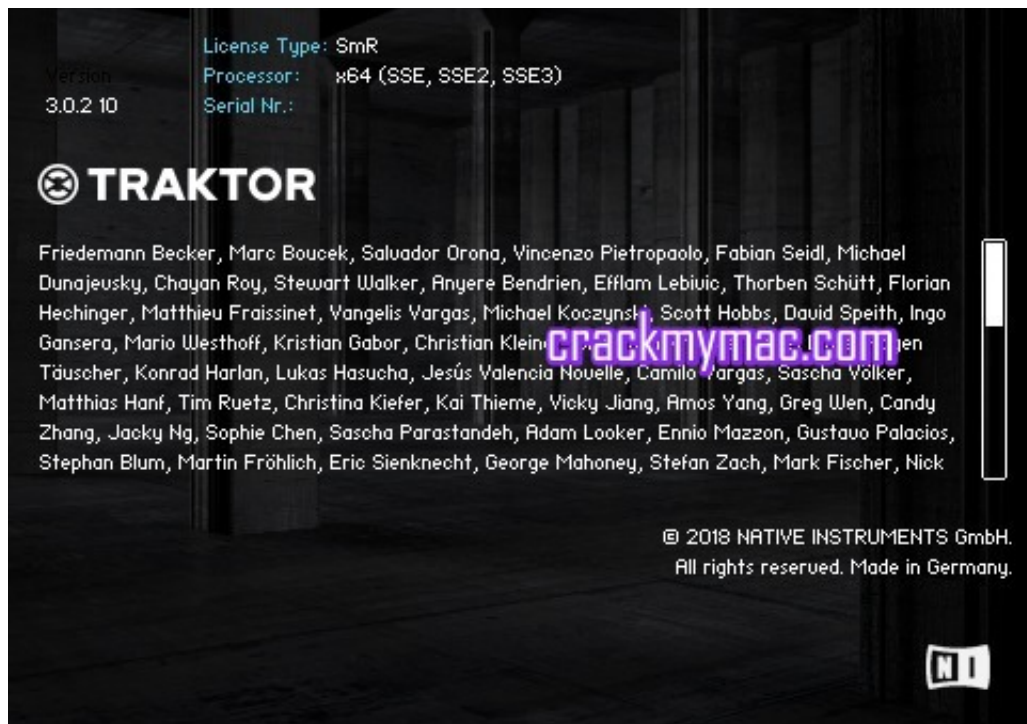 License Type: SmR
Version
Processor: x64 (SSE, SSE2, SSE3)
3.0.2 10
Serial Nr.:
TRAKTOR
Friedemann Becker, Marc Boucek, Salvador Orona, Vincenzo Pietropaolo, Fabian Seidl, Michael
Dunajevsky, Chayan Roy, Stewart Walker, Anyere Bendrien, Efflam Lebivic, Thorben Schütt, Florian
Hechinger, Matthieu Fraissinet, Vangelis Vargas, Michael Koczynski, Scott Hobbs, David Speith, Ingo
Gansera, Mario Westhoff, Kristian Gabor, Christian
crackmymac.com
Täuscher, Konrad Harlan, Lukas Hasucha, Jesús Valencia Nouelle, Camilo Vargas, Sascha Völker,
Matthias Hanf, Tim Ruetz, Christina Kiefer, Kai Thieme, Vicky Jiang, Amos Yang, Greg Wen, Candy
Zhang, Jacky Ng, Sophie Chen, Sascha Parastandeh, Adam Looker, Ennio Mazzon, Gustavo Palacios,
Stephan Blum, Martin Fröhlich, Eric Sienknecht, George Mahoney, Stefan Zach, Mark Fischer, Nick
© 2018 NATIVE INSTRUMENTS GmbH.
All rights reserved. Made in Germany.
NI